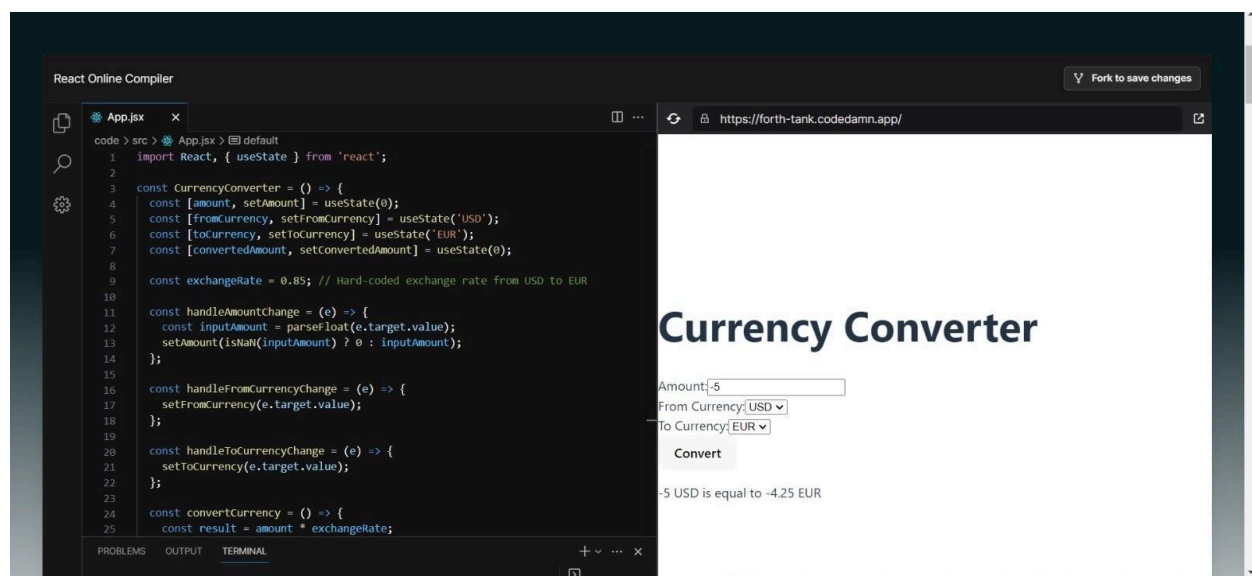 React Online Compiler
Fork to save changes
App.jsx
code > src > App.jsx > default
1 import React, { useState } from 'react';
2
3 const CurrencyConverter = () => {
4 const [amount, setAmount] = useState(0);
5 const [fromCurrency, setFromCurrency] = useState('USD');
6 const [toCurrency, setToCurrency] = useState('EUR');
7 const [convertedAmount, setConvertedAmount] = useState(0);
8
9 const exchangeRate = 0.85; // Hard-coded exchange rate from USD to EUR
10
11 const handleAmountChange = (e) => {
12 const inputAmount = parseFloat(e.target.value);
13 setAmount(isNaN(inputAmount) ? 0 : inputAmount);
14 };
15
16 const handleFromCurrencyChange = (e) => {
17 setFromCurrency(e.target.value);
18 };
19
20 const handleToCurrencyChange = (e) => {
21 setToCurrency(e.target.value);
22 };
23
24 const convertCurrency = () => {
25 const result = amount * exchangeRate;
PROBLEMS OUTPUT TERMINAL
https://forth-tank.codedamn.app/
Currency Converter
Amount: -5
From Currency: USD
To Currency: EUR
Convert
-5 USD is equal to -4.25 EUR